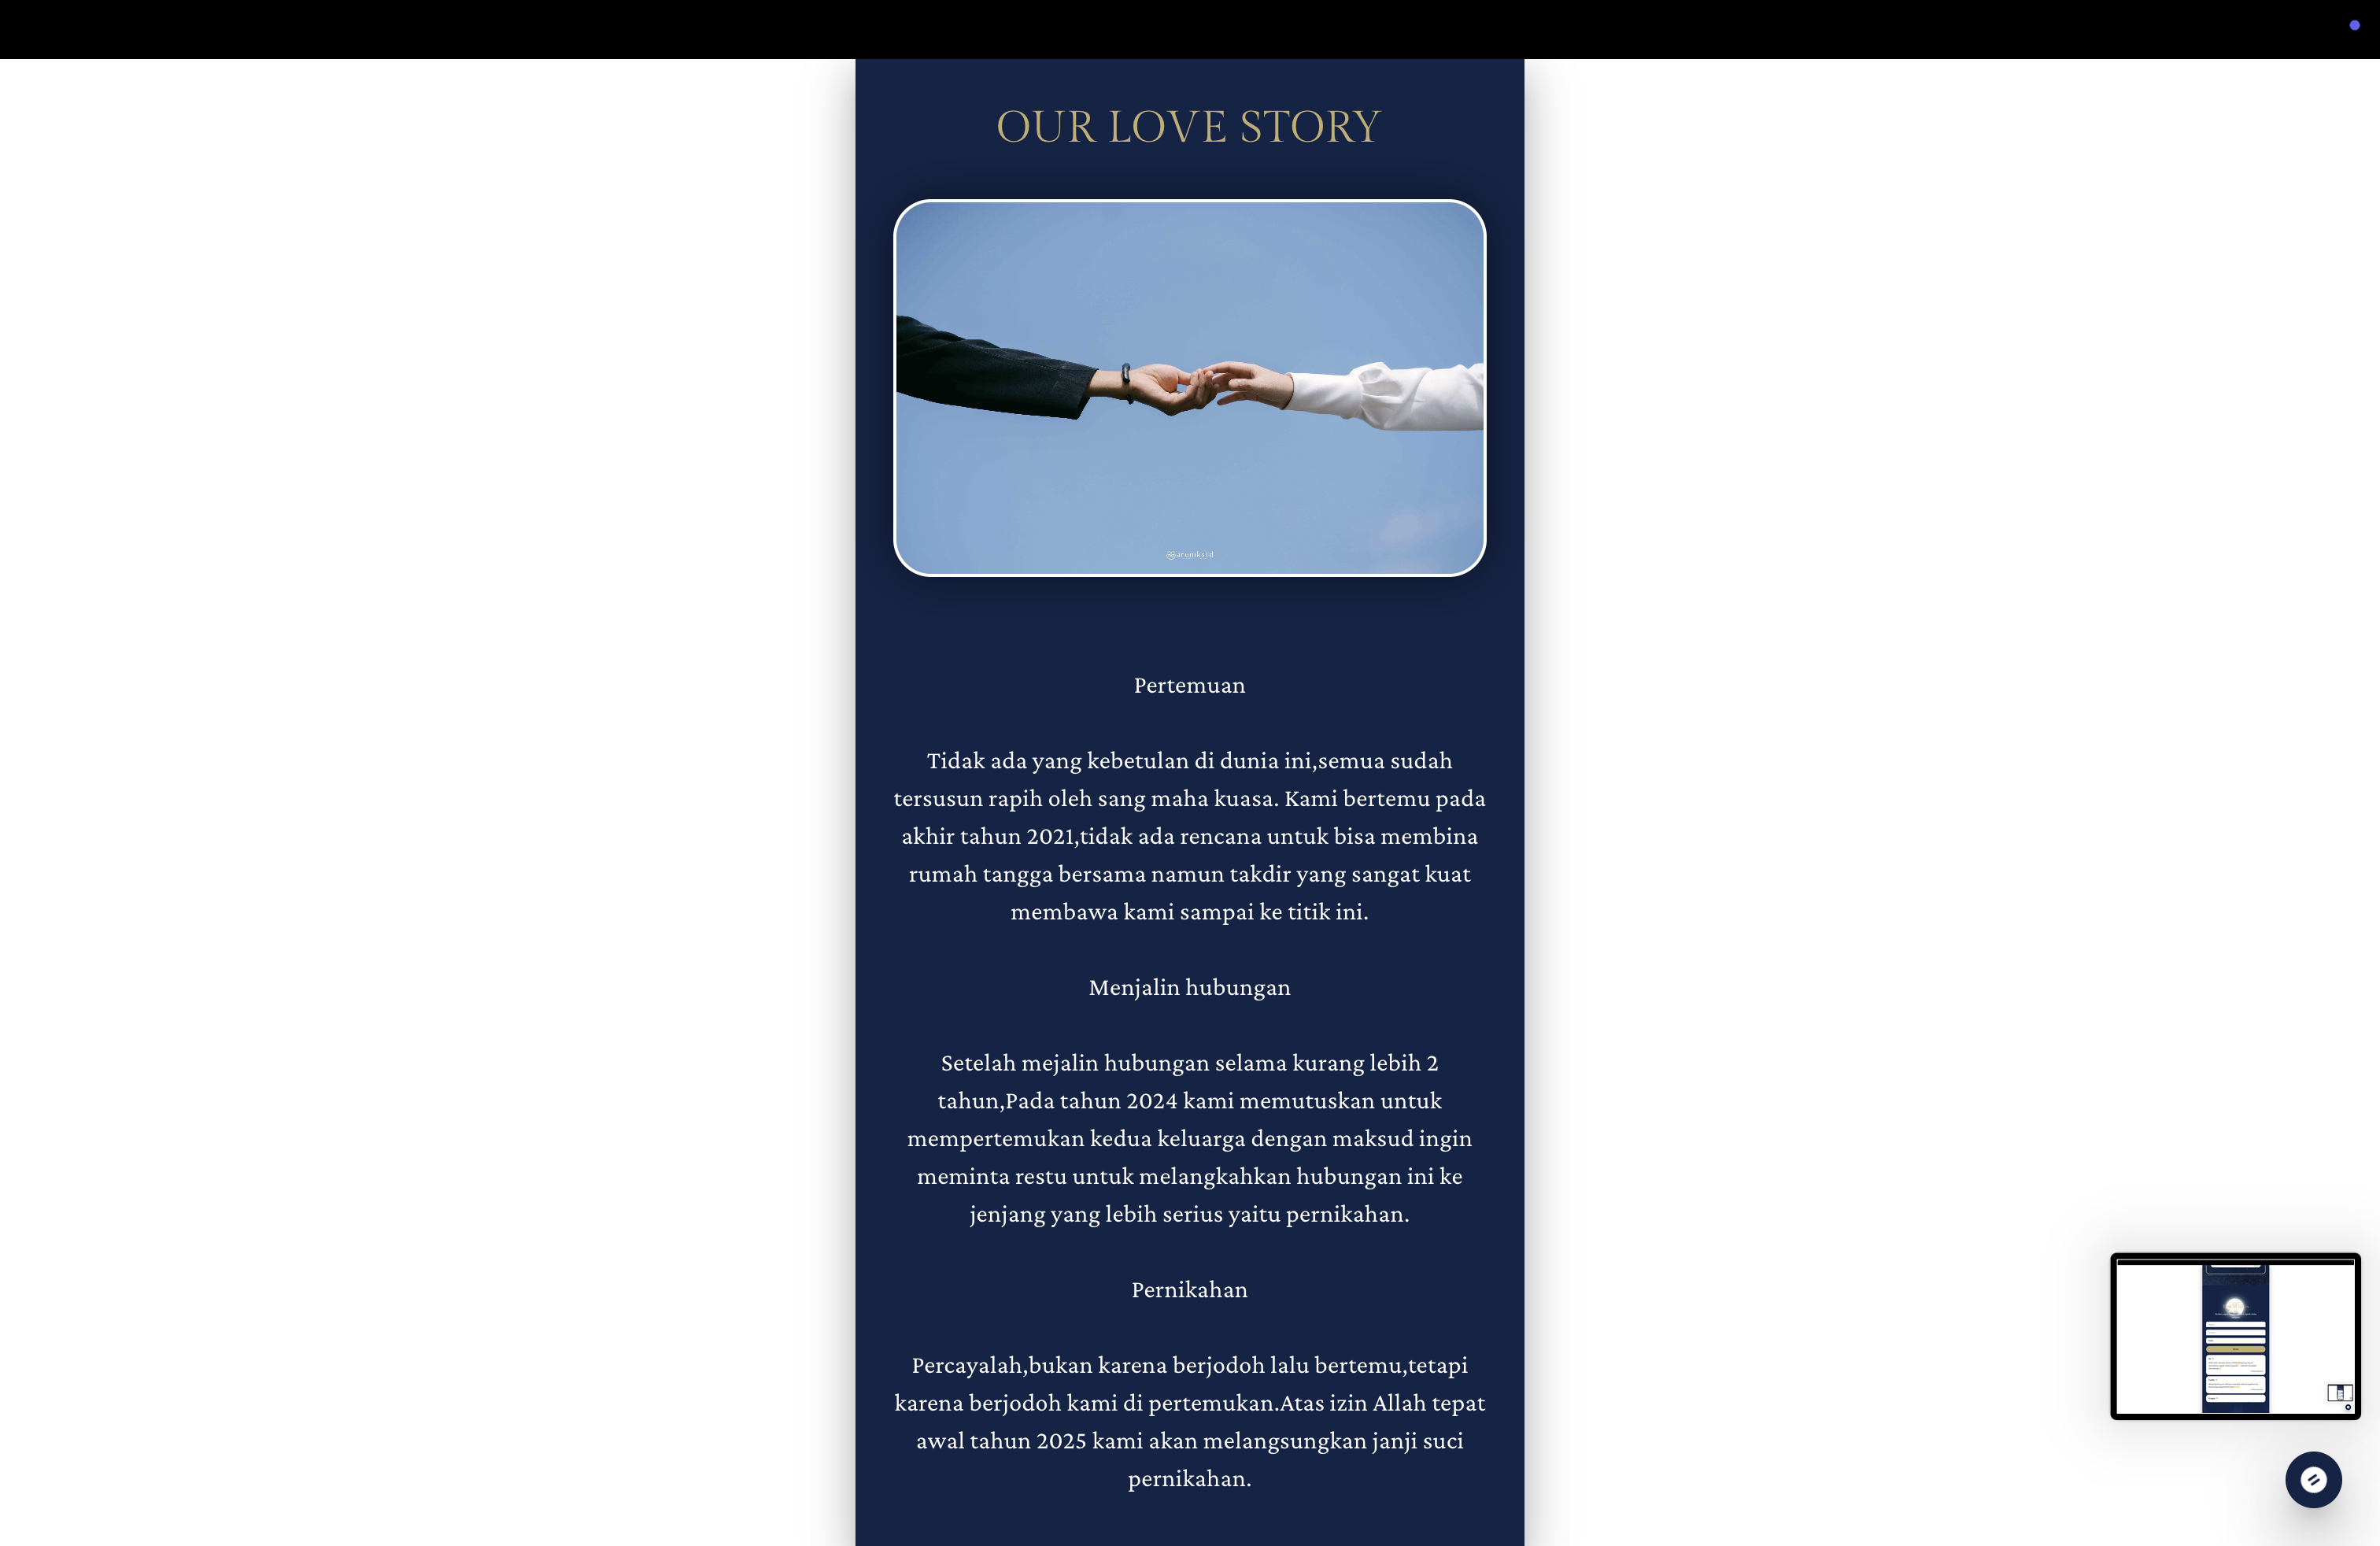 OUR LOVE STORY
Pertemuan
Tidak ada yang kebetulan di dunia ini,semua sudah
tersusun rapih oleh sang maha kuasa. Kami bertemu pada
akhir tahun 2021,tidak ada rencana untuk bisa membina
rumah tangga bersama namun takdir yang sangat kuat
membawa kami sampai ke titik ini.
Menjalin hubungan
Setelah mejalin hubungan selama kurang lebih 2
tahun,Pada tahun 2024 kami memutuskan untuk
mempertemukan kedua keluarga dengan maksud ingin
meminta restu untuk melangkahkan hubungan ini ke
jenjang yang lebih serius yaitu pernikahan.
Pernikahan
Percayalah,bukan karena berjodoh lalu bertemu,tetapi
karena berjodoh kami di pertemukan.Atas izin Allah tepat
awal tahun 2025 kami akan melangsungkan janji suci
pernikahan.